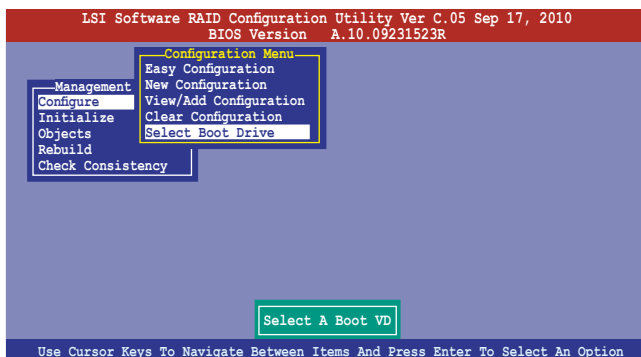 LSI Software RAID Configuration Utility Ver C.05 Sep 17, 2010
BIOS Version A.10.09231523R
Configuration Menu
Easy Configuration
New Configuration
View/Add Configuration
Clear Configuration
Select Boot Drive
Management
Configure
Initialize
Objects
Rebuild
Check Consistency
Select A Boot VD
Use Cursor Keys To Navigate Between Items And Press Enter To Select An Option